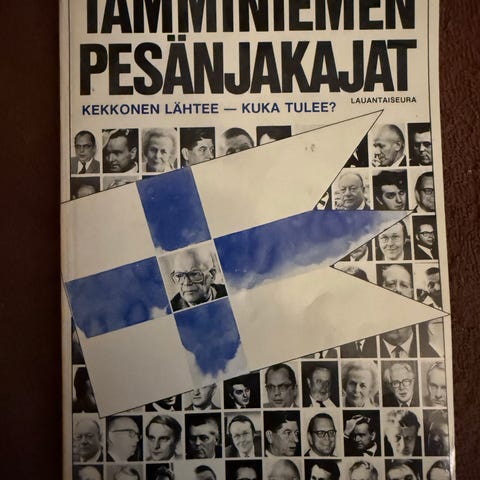 TAMMINIEMEN
PESÄNJAKAJAT
LAUANTAISEURA
KEKKONEN LÄHTEE — KUKA TULEE?